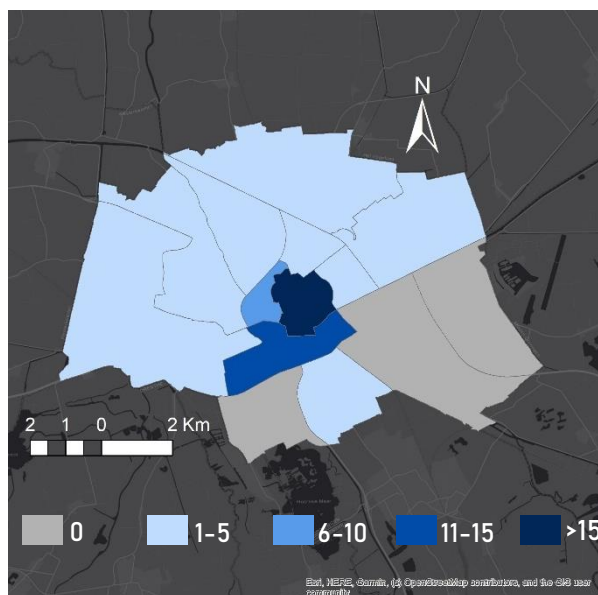 N
2 1 0 2 Km
0 1-5 6-10 11-15 >15
Esri, HERE, Garmin, (c) OpenStreetMap contributors, and the GIS user
community